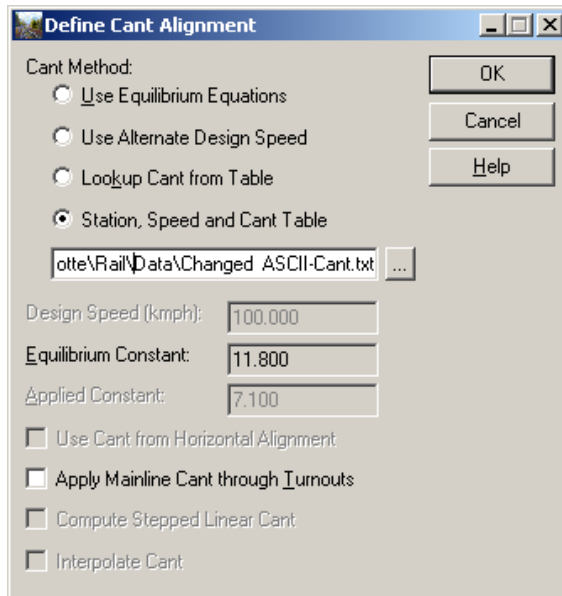 Define Cant Alignment
Cant Method:
Use Equilibrium Equations
Use Alternate Design Speed
Lookup Cant from Table
Station, Speed and Cant Table
otte\Rail\Data\Changed ASCII-Cant.txt
...
Design Speed (kmph):
100.000
Equilibrium Constant:
11.800
Applied Constant:
7.100
Use Cant from Horizontal Alignment
Apply Mainline Cant through Turnouts
Compute Stepped Linear Cant
Interpolate Cant
OK
Cancel
Help